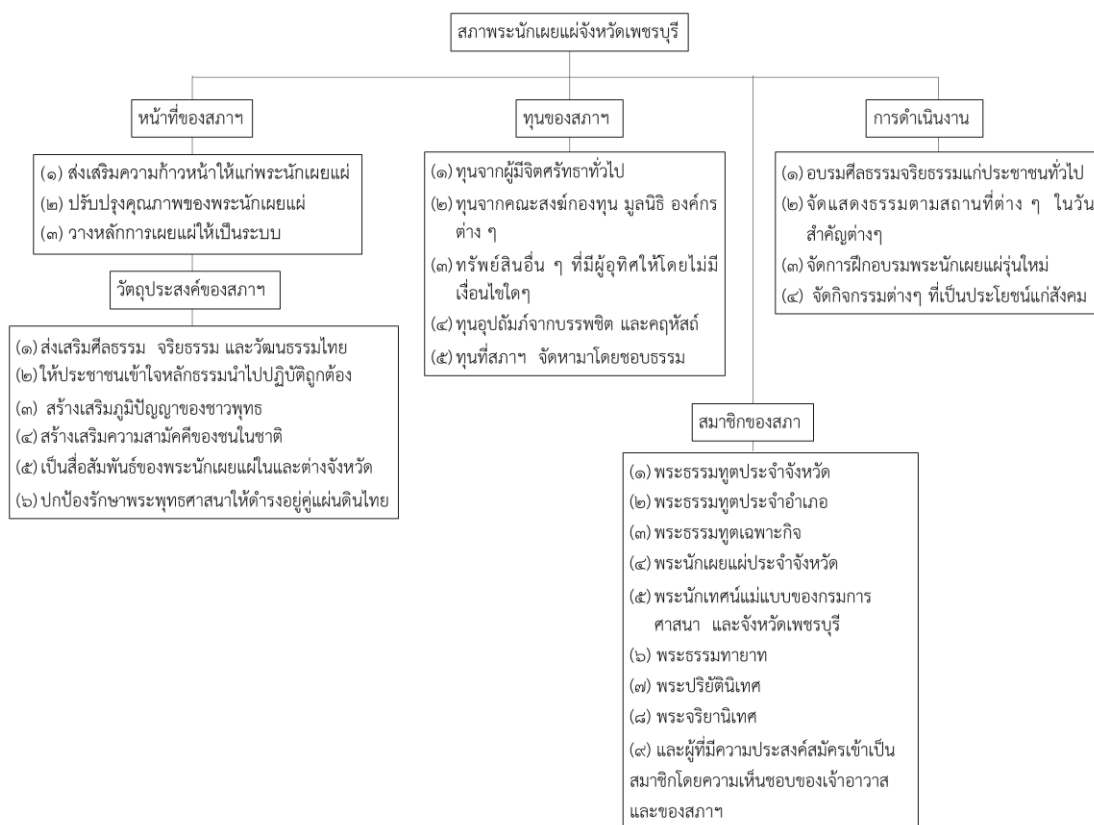 สภาพระนักเผยแผ่จังหวัดเพชรบุรี
หน้าที่ของสภาฯ
(๑) ส่งเสริมความก้าวหน้าให้แก่พระนักเผยแผ่
(๒) ปรับปรุงคุณภาพของพระนักเผยแผ่
(๓) วางหลักการเผยแผ่ให้เป็นระบบ
วัตถุประสงค์ของสภาฯ
(๑) ส่งเสริมศีลธรรม จริยธรรม และวัฒนธรรมไทย
(๒) ให้ประชาชนเข้าใจหลักธรรมนำไปปฏิบัติถูกต้อง
(๓) สร้างเสริมภูมิปัญญาของชาวพุทธ
(๔) สร้างเสริมความสามัคคีของชนในชาติ
(๕) เป็นสื่อสัมพันธ์ของพระนักเผยแผ่ในและต่างจังหวัด
(๖) ปกป้องรักษาพระพุทธศาสนาให้ดำรงอยู่คู่แผ่นดินไทย
ทุนของสภาฯ
(๑) ทุนจากผู้มีจิตศรัทธาทั่วไป
(๒) ทุนจากคณะสงฆ์กองทุน มูลนิธิ องค์กร
ต่าง ๆ
(๓) ทรัพย์สินอื่น ๆ ที่มีผู้อุทิศให้โดยไม่มี
เงื่อนไขใดๆ
(๔) ทุนอุปถัมภ์จากบรรพชิต และคฤหัสถ์
(๕) ทุนที่สภาฯ จัดหามาโดยชอบธรรม
การดำเนินงาน
(๑) อบรมศีลธรรมจริยธรรมแก่ประชาชนทั่วไป
(๒) จัดแสดงธรรมตามสถานที่ต่าง ๆ ในวัน
สำคัญต่างๆ
(๓) จัดการฝึกอบรมพระนักเผยแผ่รุ่นใหม่
(๔) จัดกิจกรรมต่างๆ ที่เป็นประโยชน์แก่สังคม
สมาชิกของสภา
(๑) พระธรรมทูตประจำจังหวัด
(๒) พระธรรมทูตประจำอำเภอ
(๓) พระธรรมทูตเฉพาะกิจ
(๔) พระนักเผยแผ่ประจำจังหวัด
(๕) พระนักเทศน์แม่แบบของกรมการ
ศาสนา และจังหวัดเพชรบุรี
(๖) พระธรรมทายาท
(๗) พระปริยัตินิเทศ
(๘) พระจริยานิเทศ
(๙) และผู้ที่มีความประสงค์สมัครเข้าเป็น
สมาชิกโดยความเห็นชอบของเจ้าอาวาส
และของสภาฯ